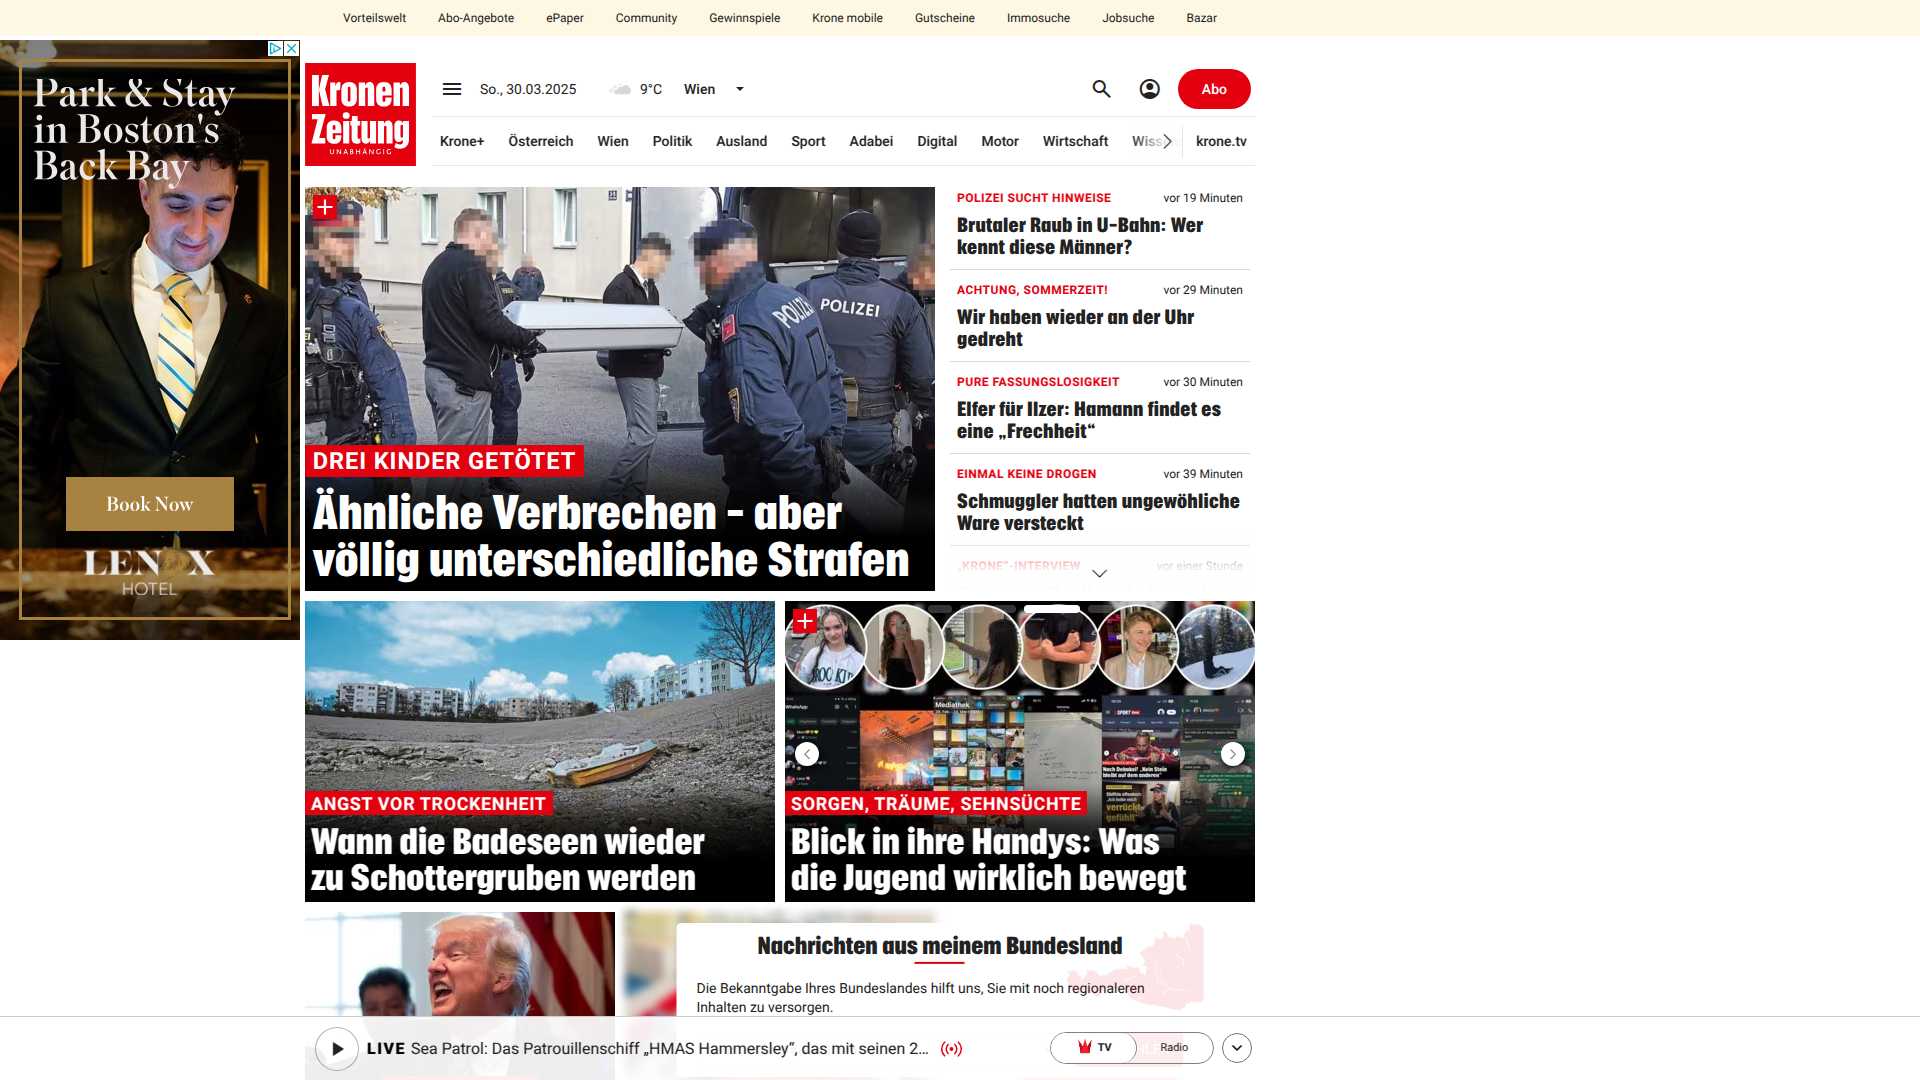 Vorteilswelt Abo-Angebote ePaper Community Gewinnspiele Krone mobile Gutscheine Immosuche Jobsuche Bazar
Park & Stay
in Boston's
Back Bay
Book Now
LENOX
HOTEL
Kronen
Zeitung
UNABHÄNGIG
So., 30.03.2025 9°C Wien
Abo
Krone+ Österreich Wien Politik Ausland Sport Adabei Digital Motor Wirtschaft Wiss krone.tv
POLIZEI
POLIZEI
DREI KINDER GETÖTET
Ähnliche Verbrechen – aber
völlig unterschiedliche Strafen
POLIZEI SUCHT HINWEISE vor 19 Minuten
Brutaler Raub in U-Bahn: Wer
kennt diese Männer?
ACHTUNG, SOMMERZEIT! vor 29 Minuten
Wir haben wieder an der Uhr
gedreht
PURE FASSUNGSLOSIGKEIT vor 30 Minuten
Elfer für Ilzer: Hamann findet es
eine „Frechheit“
EINMAL KEINE DROGEN vor 39 Minuten
Schmuggler hatten ungewöhliche
Ware versteckt
„KRONE“-INTERVIEW vor einer Stunde
ANGST VOR TROCKENHEIT
Wann die Badeseen wieder
zu Schottergruben werden
WhatsApp
Mediathek
SORGEN, TRÄUME, SEHNSÜCHTE
Blick in ihre Handys: Was
die Jugend wirklich bewegt
Nachrichten aus meinem Bundesland
Die Bekanntgabe Ihres Bundeslandes hilft uns, Sie mit noch regionaleren
Inhalten zu versorgen.
LIVE Sea Patrol: Das Patrouillenschiff „HMAS Hammersley“, das mit seinen 2...
TV Radio